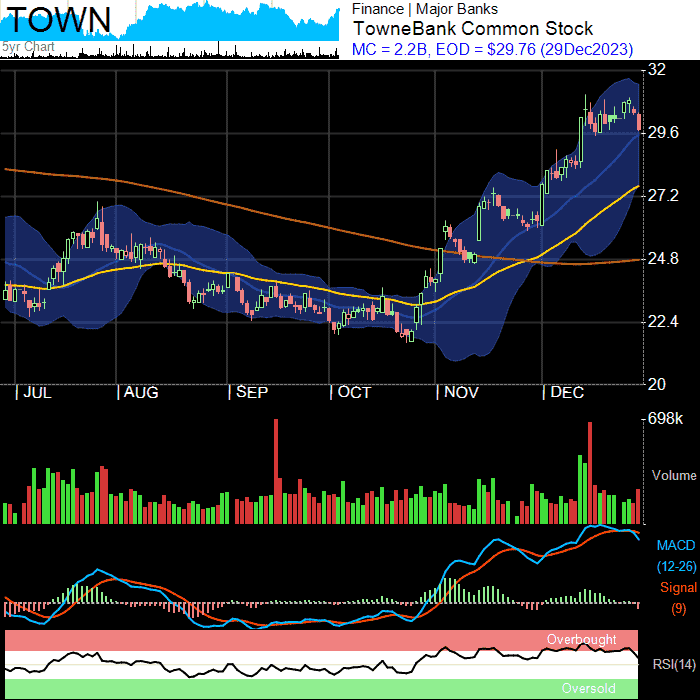 TOWN
5yr Chart
Finance | Major Banks
TowneBank Common Stock
MC = 2.2B, EOD = $29.76 (29Dec2023)
32
29.6
27.2
24.8
22.4
20
| JUL | AUG | SEP | OCT | NOV | DEC
698k
Volume
MACD
(12-26)
Signal
(9)
Overbought
RSI(14)
Oversold